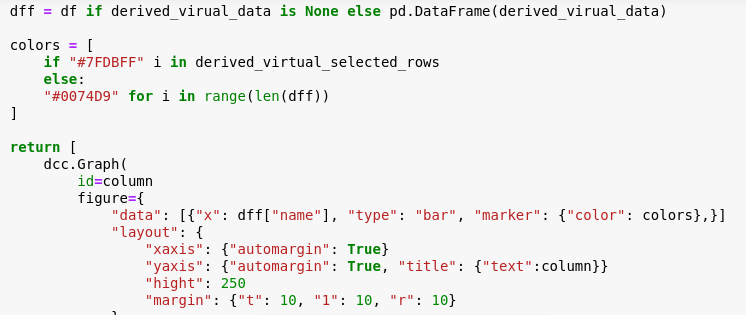 dff = df if derived_virual_data is None else pd.DataFrame(derived_virual_data)
colors = [
if "#7FDBFF" i in derived_virtual_selected_rows
else:
"#0074D9" for i in range(len(dff))
]
return [
dcc.Graph(
id=column
figure={
"data": [{"x": dff["name"], "type": "bar", "marker": {"color": colors},}]
"layout": {
"xaxis": {"automargin": True}
"yaxis": {"automargin": True, "title": {"text":column}}
"hight": 250
"margin": {"t": 10, "1": 10, "r": 10}